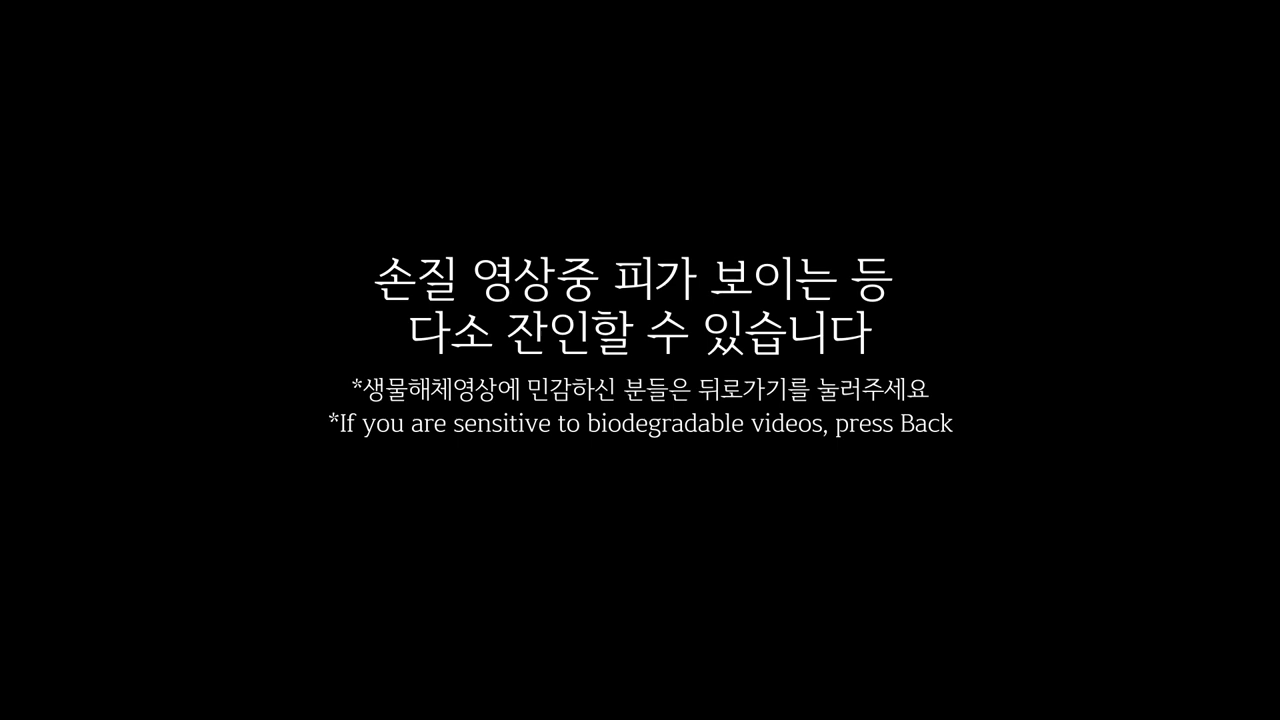 손질 영상중 피가 보이는 등
다소 잔인할 수 있습니다
*생물해체영상에 민감하신 분들은 뒤로가기를 눌러주세요
*If you are sensitive to biodegradable videos, press Back